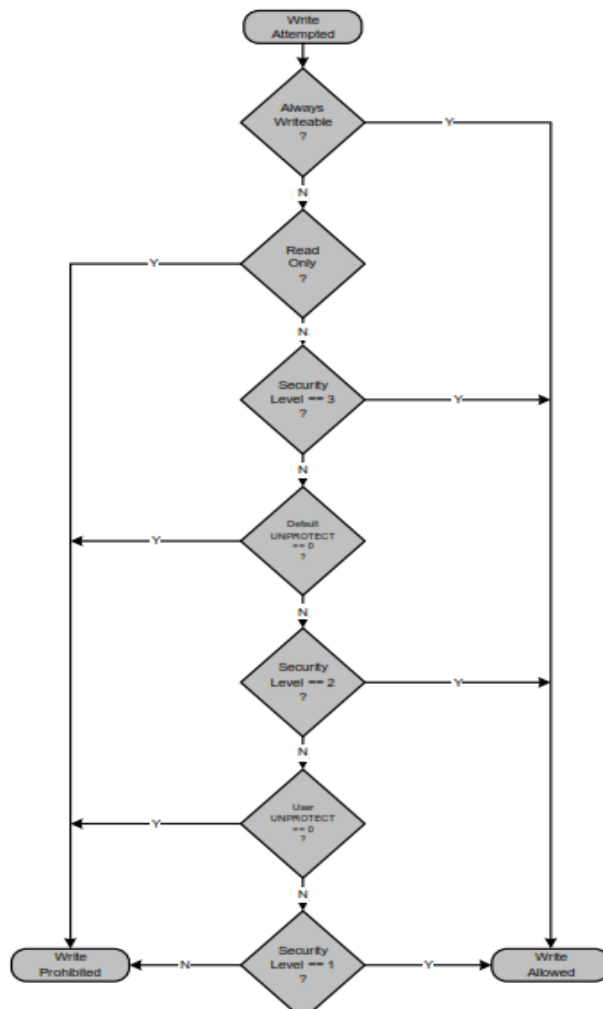 Write
Attempted
Always
Writeable
?
Y
N
Read
Only
?
Y
N
Security
Level == 3
?
Y
N
Default
UNPROTECT
== 0
?
Y
N
Security
Level == 2
?
Y
N
User
UNPROTECT
== 0
?
Y
N
Write
Prohibited
N
Security
Level == 1
?
Y
Write
Allowed